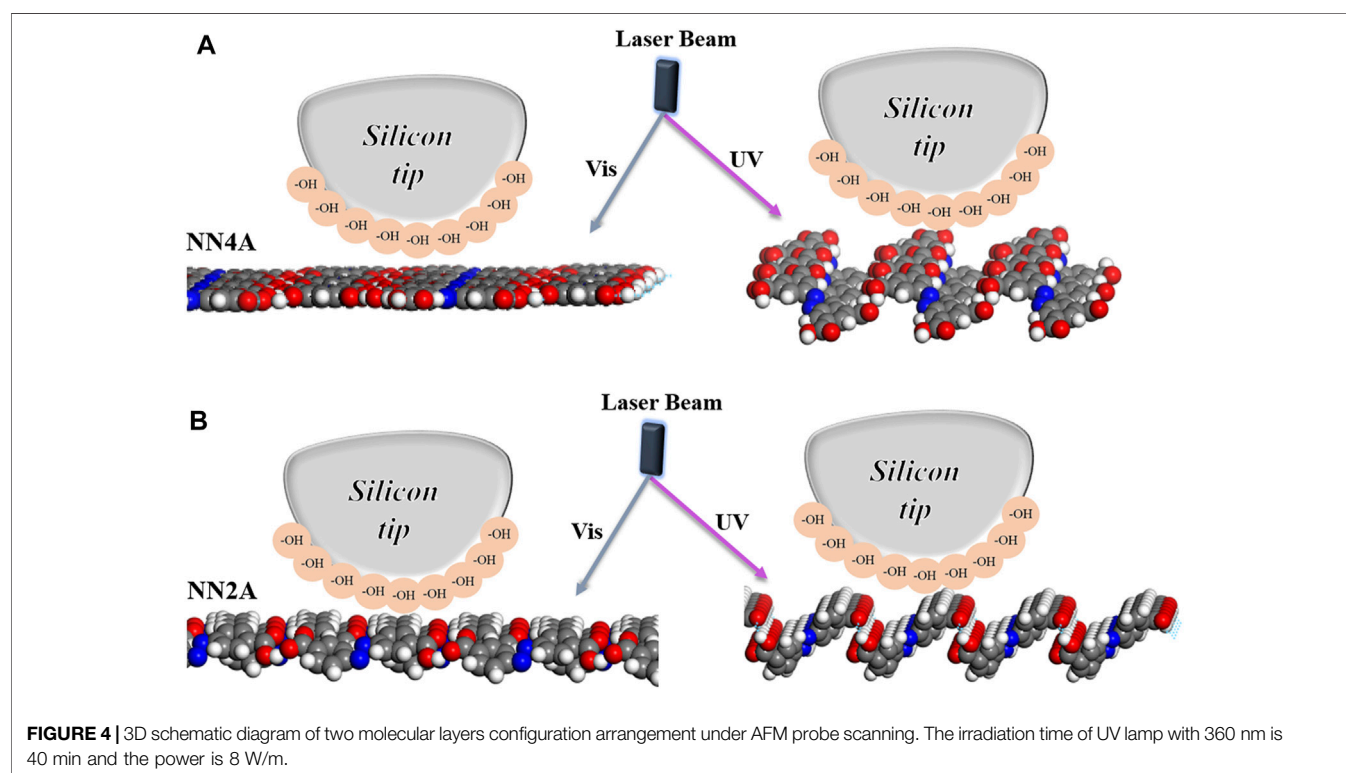 A
Laser Beam
Silicon
tip
Vis
UV
Silicon
tip
-OH -OH -OH -OH -OH -OH -OH -OH -OH
-OH -OH -OH -OH -OH -OH -OH -OH -OH
NN4A
B
Laser Beam
Silicon
tip
Vis
UV
Silicon
tip
-OH -OH -OH -OH -OH -OH -OH -OH -OH
-OH -OH -OH -OH -OH -OH -OH -OH -OH
NN2A
FIGURE 4 | 3D schematic diagram of two molecular layers configuration arrangement under AFM probe scanning. The irradiation time of UV lamp with 360 nm is
40 min and the power is 8 W/m.